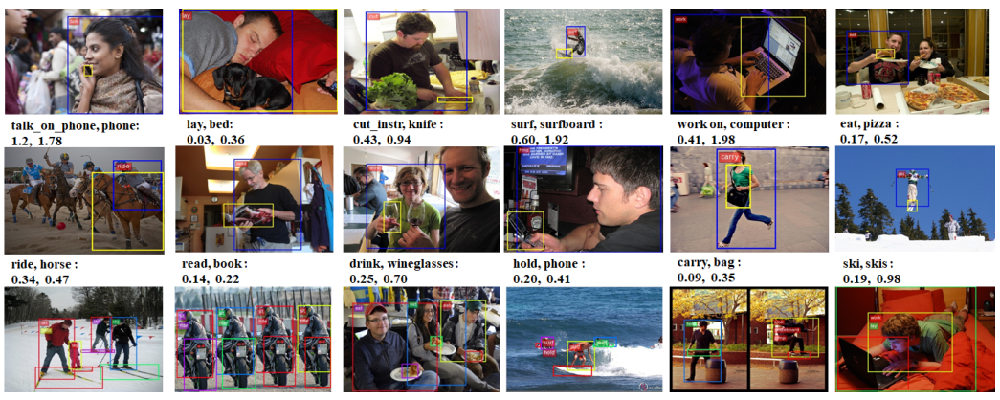 talk_on_phone, phone:
1.2, 1.78
lay, bed:
0.03, 0.36
cut_instr, knife:
0.43, 0.94
surf, surfboard :
0.60, 1.92
work on, computer :
0.41, 1.98
eat, pizza :
0.17, 0.52
ride, horse :
0.34, 0.47
read, book :
0.14, 0.22
drink, wineglasses :
0.25, 0.70
hold, phone :
0.20, 0.41
carry, bag :
0.09, 0.35
ski, skis :
0.19, 0.98
lay
work
ride
carry
work
lay